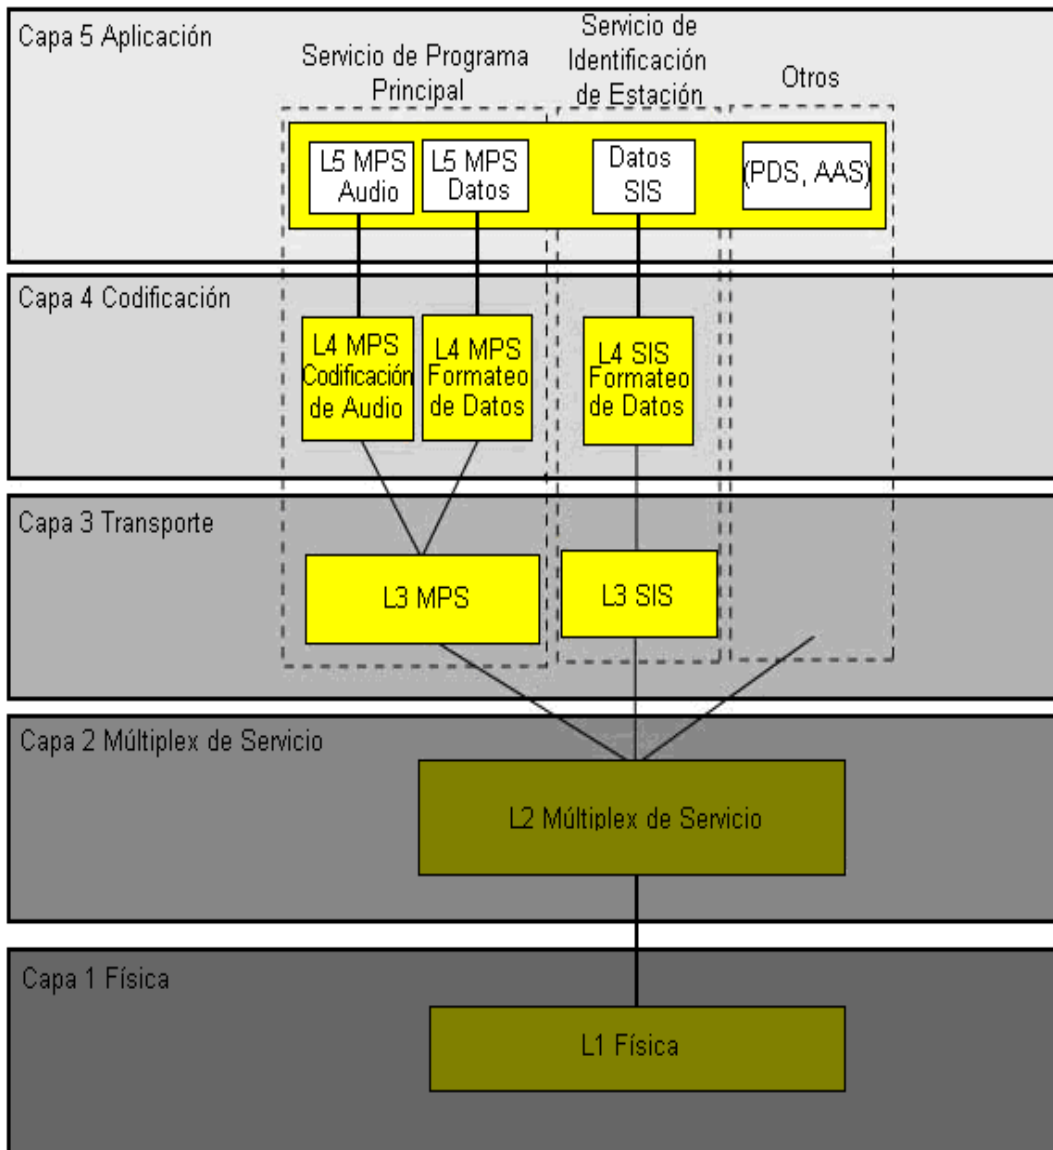 Capa 5 Aplicación
Servicio de Programa
Principal
Servicio de
Identificación
de Estación
Otros
L5 MPS
Audio
L5 MPS
Datos
Datos
SIS
(PDS, AAS)
Capa 4 Codificación
L4 MPS
Codificación
de Audio
L4 MPS
Formateo
de Datos
L4 SIS
Formateo
de Datos
Capa 3 Transporte
L3 MPS
L3 SIS
Capa 2 Múltiplex de Servicio
L2 Múltiplex de Servicio
Capa 1 Física
L1 Física